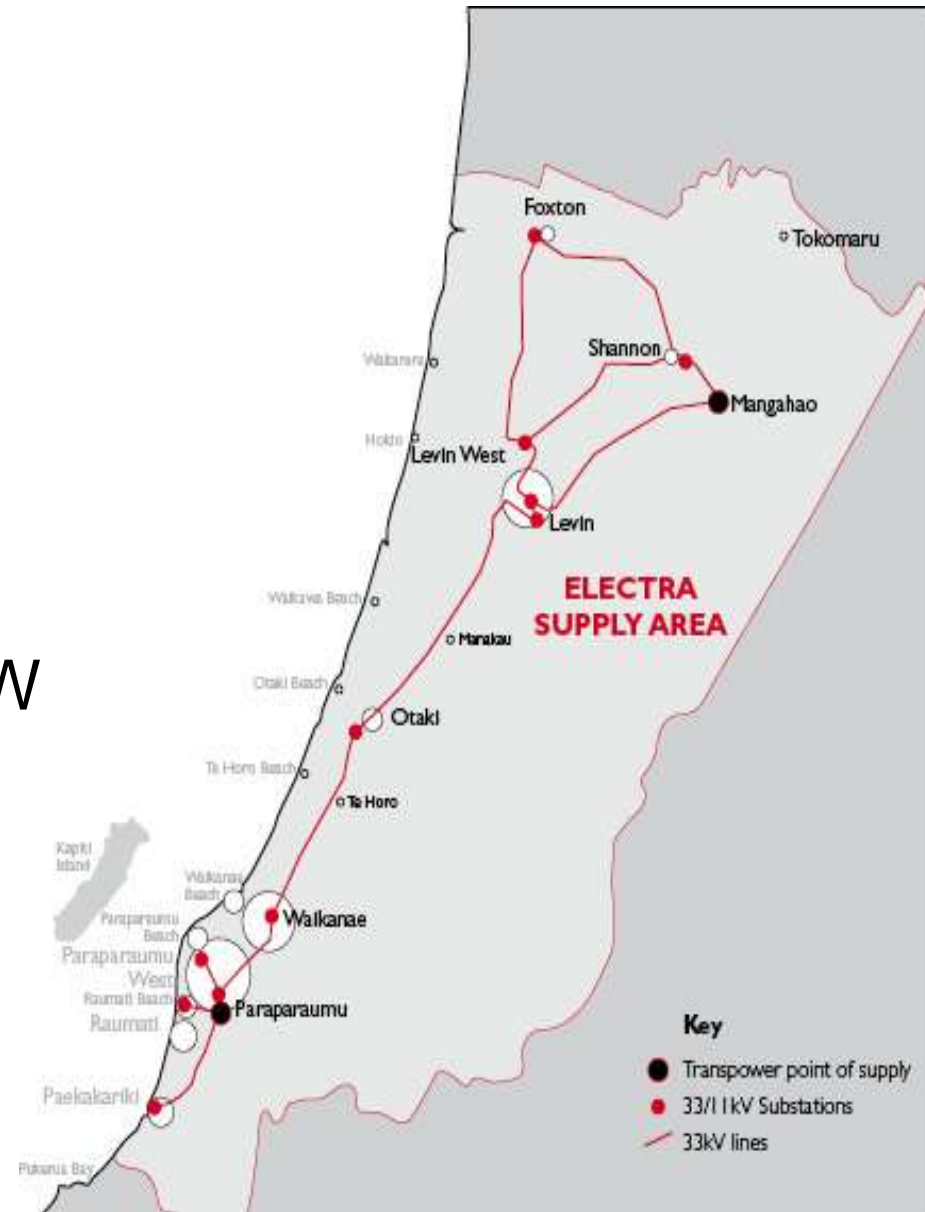 Foxton
Tokomaru
Shannon
Mangahao
Levin West
Levin
ELECTRA
SUPPLY AREA
Waikawa Beach
Manakau
W
Otaki Beach
Otaki
Te Horo Beach
Te Horo
Kapiti
Island
Waikanae
Beach
Waikanae
Paraparaumu
Beach
Paraparaumu
West
Raumati Beach
Paraparaumu
Raumati
Paekakariki
Key
Transpower point of supply
33/11kV Substations
33kV lines